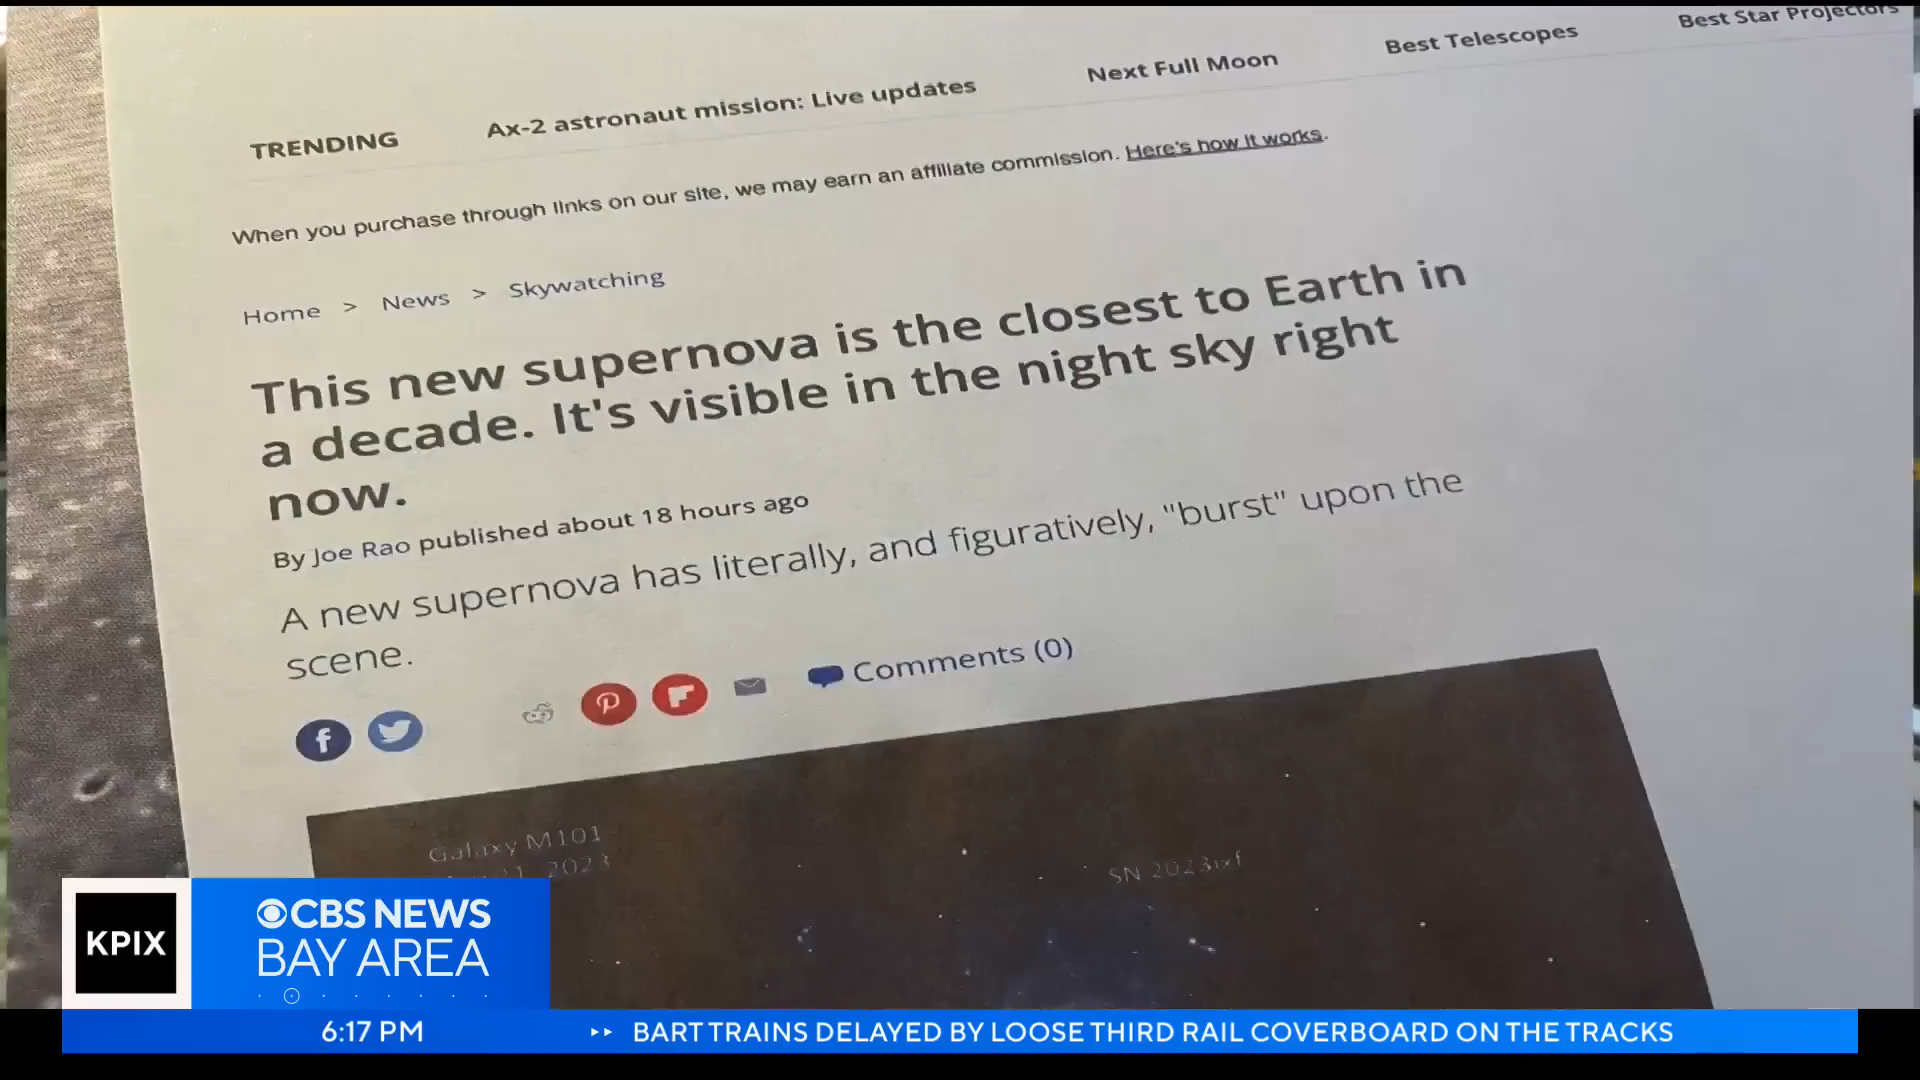 Best Star Projectors
Best Telescopes
Next Full Moon
TRENDING Ax-2 astronaut mission: Live updates
When you purchase through links on our site, we may earn an affiliate commission. Here's how it works.
Home > News > Skywatching
This new supernova is the closest to Earth in
a decade. It's visible in the night sky right
now.
By Joe Rao published about 18 hours ago
A new supernova has literally, and figuratively, "burst" upon the
scene.
Comments (0)
Galaxy M101
2023
SN 2023ixf
KPIX
CBS NEWS
BAY AREA
6:17 PM
BART TRAINS DELAYED BY LOOSE THIRD RAIL COVERBOARD ON THE TRACKS